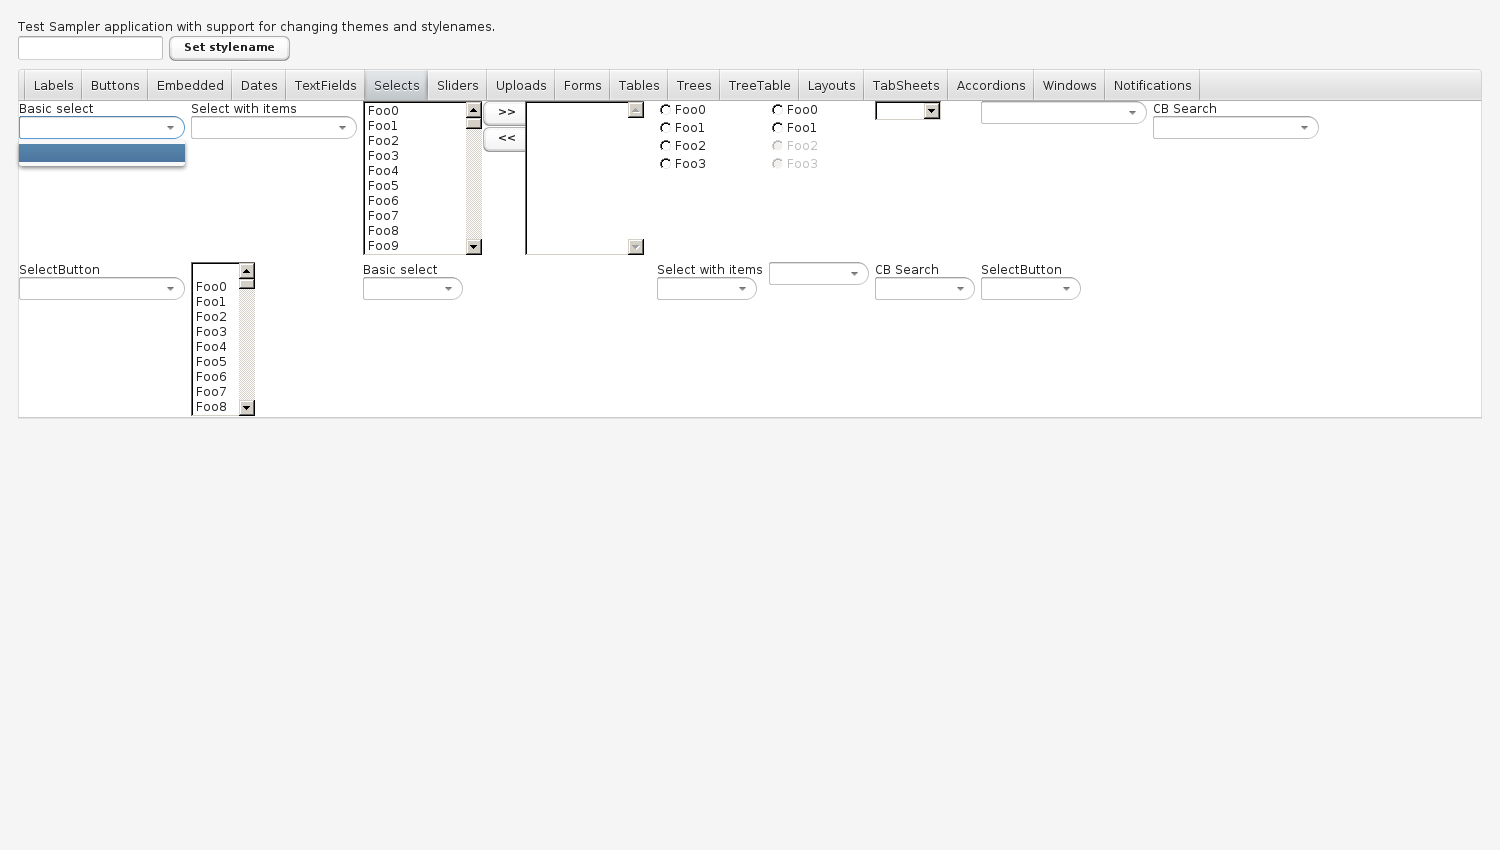 Test Sampler application with support for changing themes and stylenames.
Set stylename
Labels Buttons Embedded Dates TextFields Selects Sliders Uploads Forms Tables Trees TreeTable Layouts TabSheets Accordions Windows Notifications
Basic select Select with items Foo0 >> Foo0 Foo0 CB Search
Foo1 Foo1 Foo1
Foo2 << Foo2 Foo2
Foo3 Foo3 Foo3
Foo4
Foo5
Foo6
Foo7
Foo8
Foo9
SelectButton Basic select Select with items CB Search SelectButton
Foo0
Foo1
Foo2
Foo3
Foo4
Foo5
Foo6
Foo7
Foo8